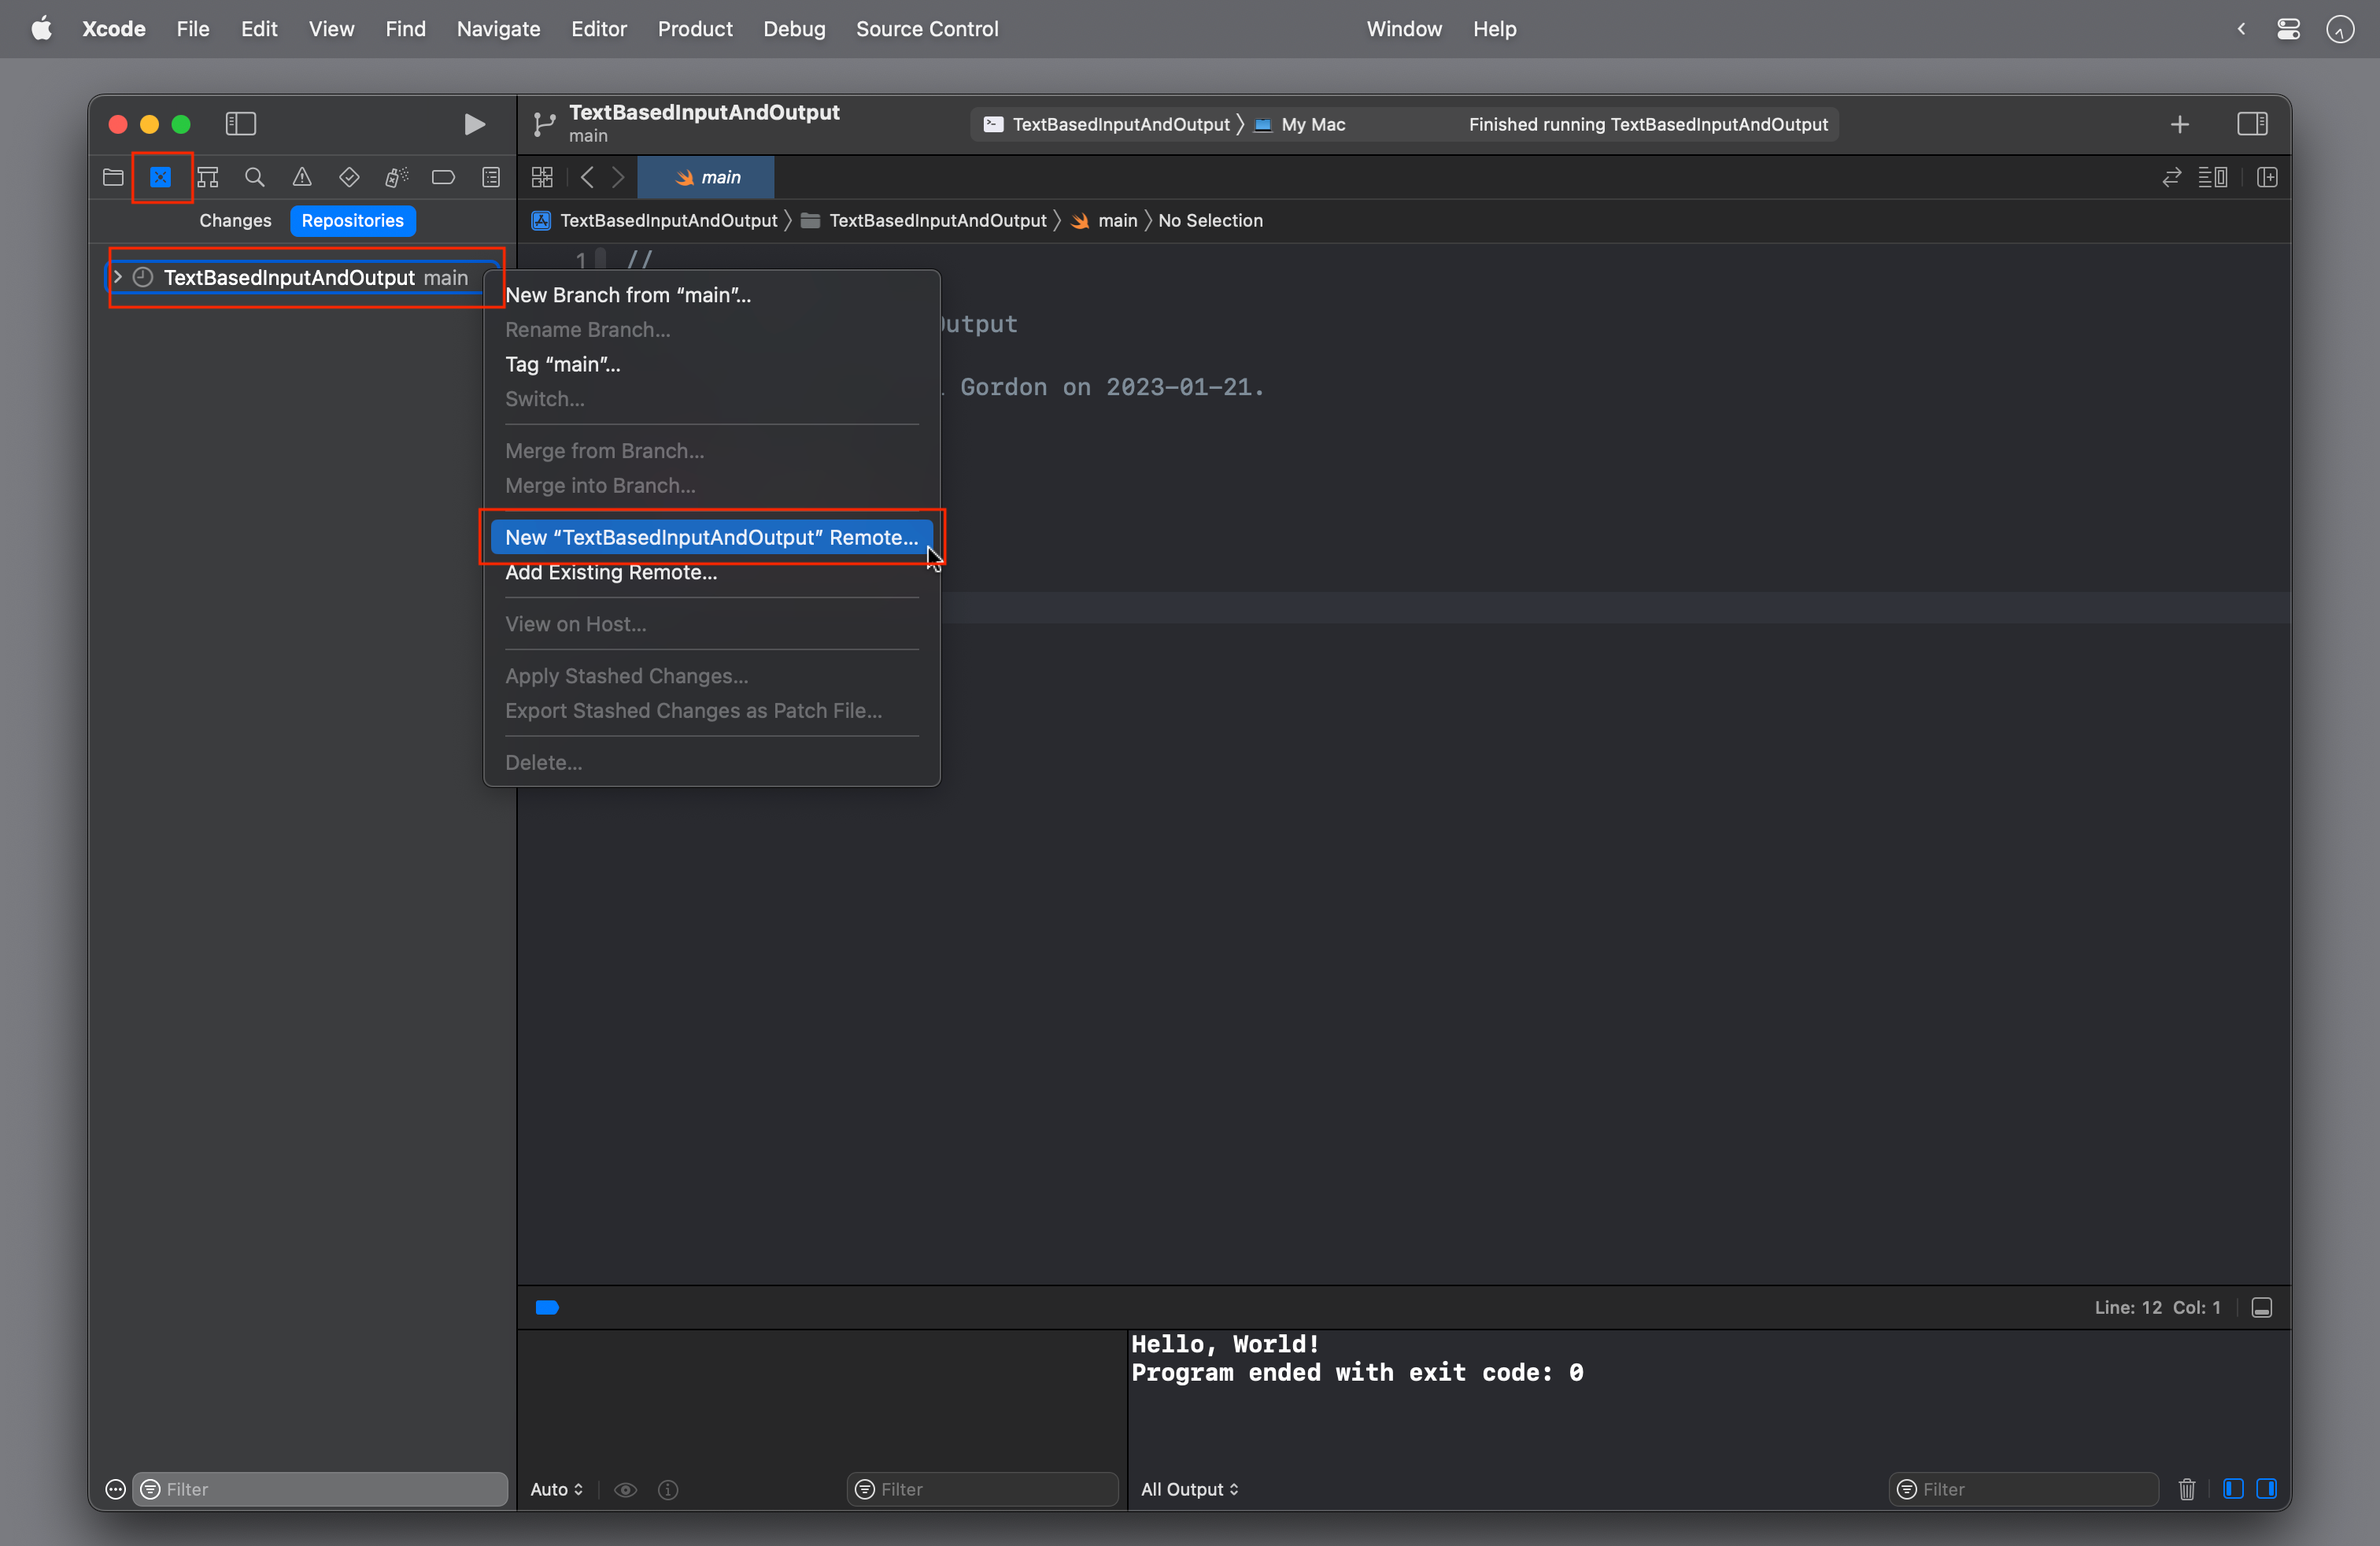 Xcode File Edit View Find Navigate Editor Product Debug Source Control Window Help
TextBasedInputAndOutput
main
TextBasedInputAndOutput 〉 My Mac
Finished running TextBasedInputAndOutput
main
Changes Repositories
TextBasedInputAndOutput 〉 TextBasedInputAndOutput 〉 main 〉 No Selection
TextBasedInputAndOutput main
1 //
New Branch from “main”...
Rename Branch...
utput
Tag “main”...
Gordon on 2023-01-21.
Switch...
Merge from Branch...
Merge into Branch...
New “TextBasedInputAndOutput” Remote...
Add Existing Remote...
View on Host...
Apply Stashed Changes...
Export Stashed Changes as Patch File...
Delete...
Line: 12 Col: 1
Hello, World!
Program ended with exit code: 0
Filter
Auto
Filter
All Output
Filter